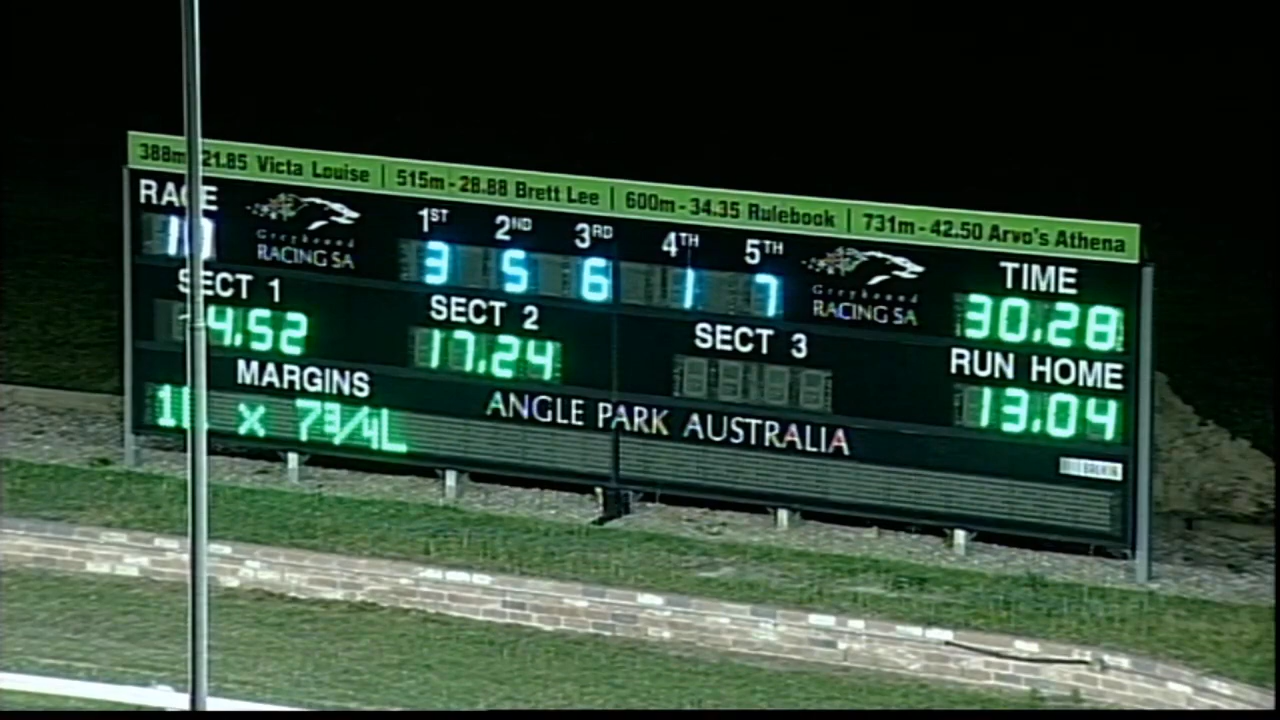 388m 21.85 Victa Louise | 515m - 28.88 Brett Lee | 600m - 34.35 Rulebook | 731m - 42.50 Arvo's Athena
RACE
10
Greyhound
RACING SA
1ST 2ND 3RD 4TH 5TH
3 5 6 1 7
Greyhound
RACING SA
TIME
30.28
SECT 1
4.52
SECT 2
17.24
SECT 3
RUN HOME
13.04
MARGINS
x 7 3/4L
ANGLE PARK AUSTRALIA